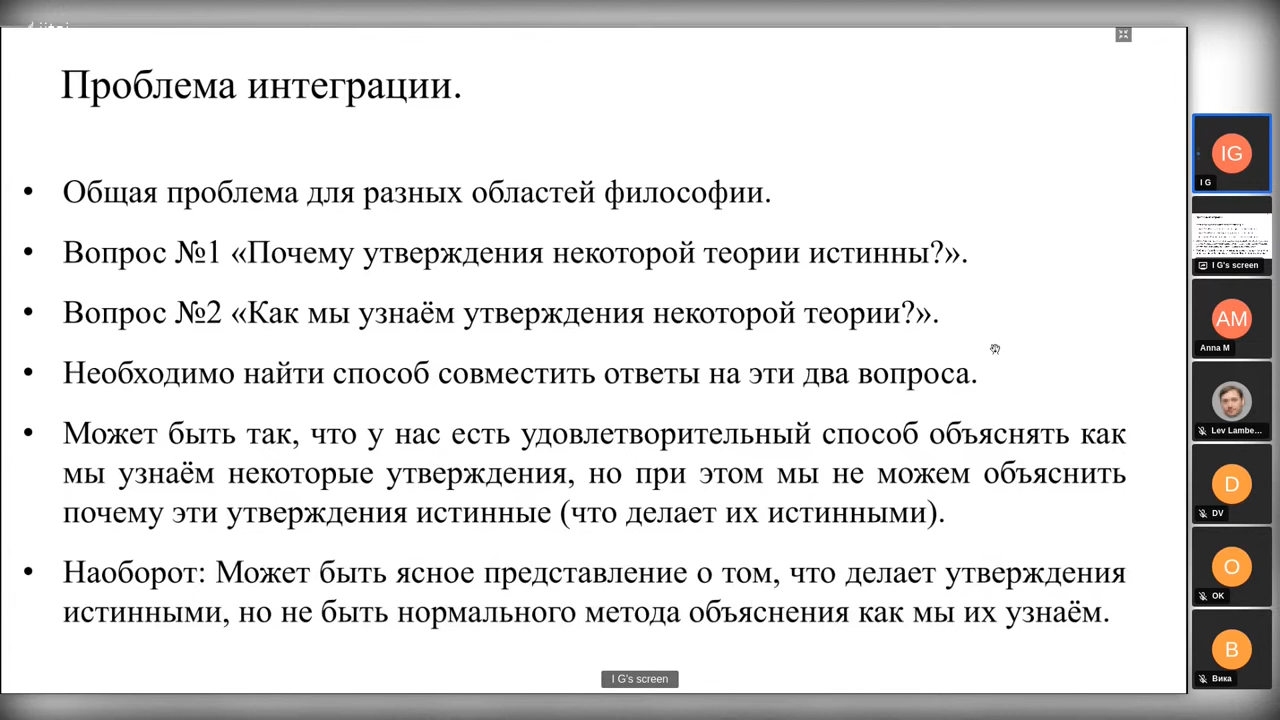 Проблема интеграции.
• Общая проблема для разных областей философии.
• Вопрос №1 «Почему утверждения некоторой теории истинны?».
• Вопрос №2 «Как мы узнаём утверждения некоторой теории?».
• Необходимо найти способ совместить ответы на эти два вопроса.
• Может быть так, что у нас есть удовлетворительный способ объяснять как
мы узнаём некоторые утверждения, но при этом мы не можем объяснить
почему эти утверждения истинные (что делает их истинными).
• Наоборот: Может быть ясное представление о том, что делает утверждения
истинными, но не быть нормального метода объяснения как мы их узнаём.
I G's screen
IG
I G
I G's screen
AM
Anna M
Lev Lambe...
D
DV
O
OK
B
Вика